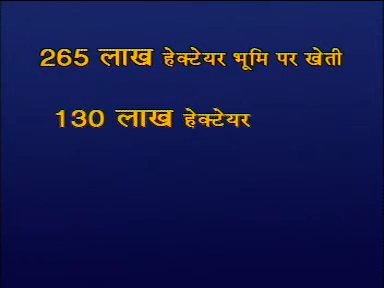 265 लाख हेक्टेयर भूमि पर खेती
130 लाख हेक्टेयर